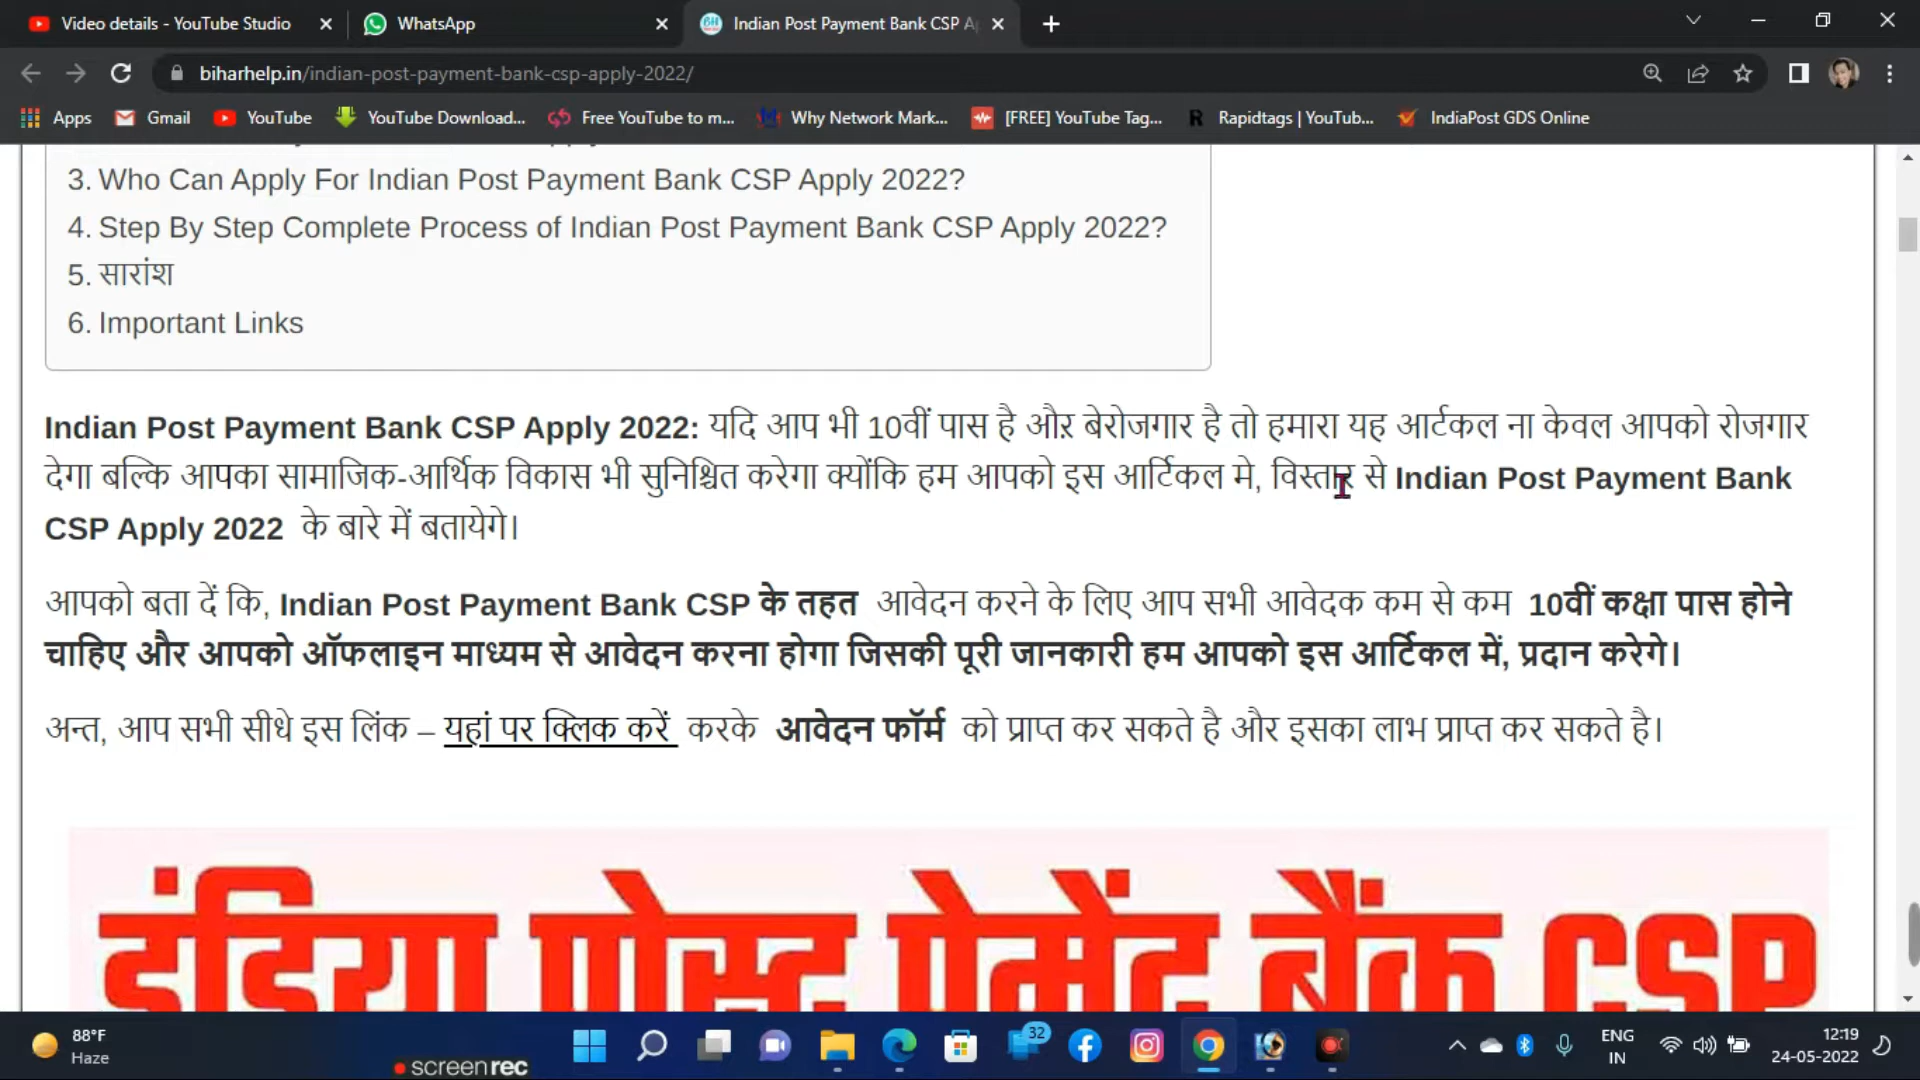 Video details - YouTube Studio
WhatsApp
Indian Post Payment Bank CSP A
biharhelp.in/indian-post-payment-bank-csp-apply-2022/
Apps
Gmail
YouTube
YouTube Download...
Free YouTube to m...
Why Network Mark...
[FREE] YouTube Tag...
Rapidtags | YouTub...
IndiaPost GDS Online
3. Who Can Apply For Indian Post Payment Bank CSP Apply 2022?
4. Step By Step Complete Process of Indian Post Payment Bank CSP Apply 2022?
5. सारांश
6. Important Links
Indian Post Payment Bank CSP Apply 2022: यदि आप भी 10वीं पास है औऱ बेरोजगार है तो हमारा यह आर्टकल ना केवल आपको रोजगार
देगा बल्कि आपका सामाजिक-आर्थिक विकास भी सुनिश्चित करेगा क्योंकि हम आपको इस आर्टिकल मे, विस्तार से Indian Post Payment Bank
CSP Apply 2022 के बारे में बतायेगे।
आपको बता दें कि, Indian Post Payment Bank CSP के तहत आवेदन करने के लिए आप सभी आवेदक कम से कम 10वीं कक्षा पास होने
चाहिए और आपको ऑफलाइन माध्यम से आवेदन करना होगा जिसकी पूरी जानकारी हम आपको इस आर्टिकल में, प्रदान करेगे।
अन्त, आप सभी सीधे इस लिंक – यहां पर क्लिक करें करके आवेदन फॉर्म को प्राप्त कर सकते है और इसका लाभ प्राप्त कर सकते है।
इंडिया पोस्ट पेमेंट बैंक CSP
88°F
Haze
screenrec
32
ENG
IN
12:19
24-05-2022